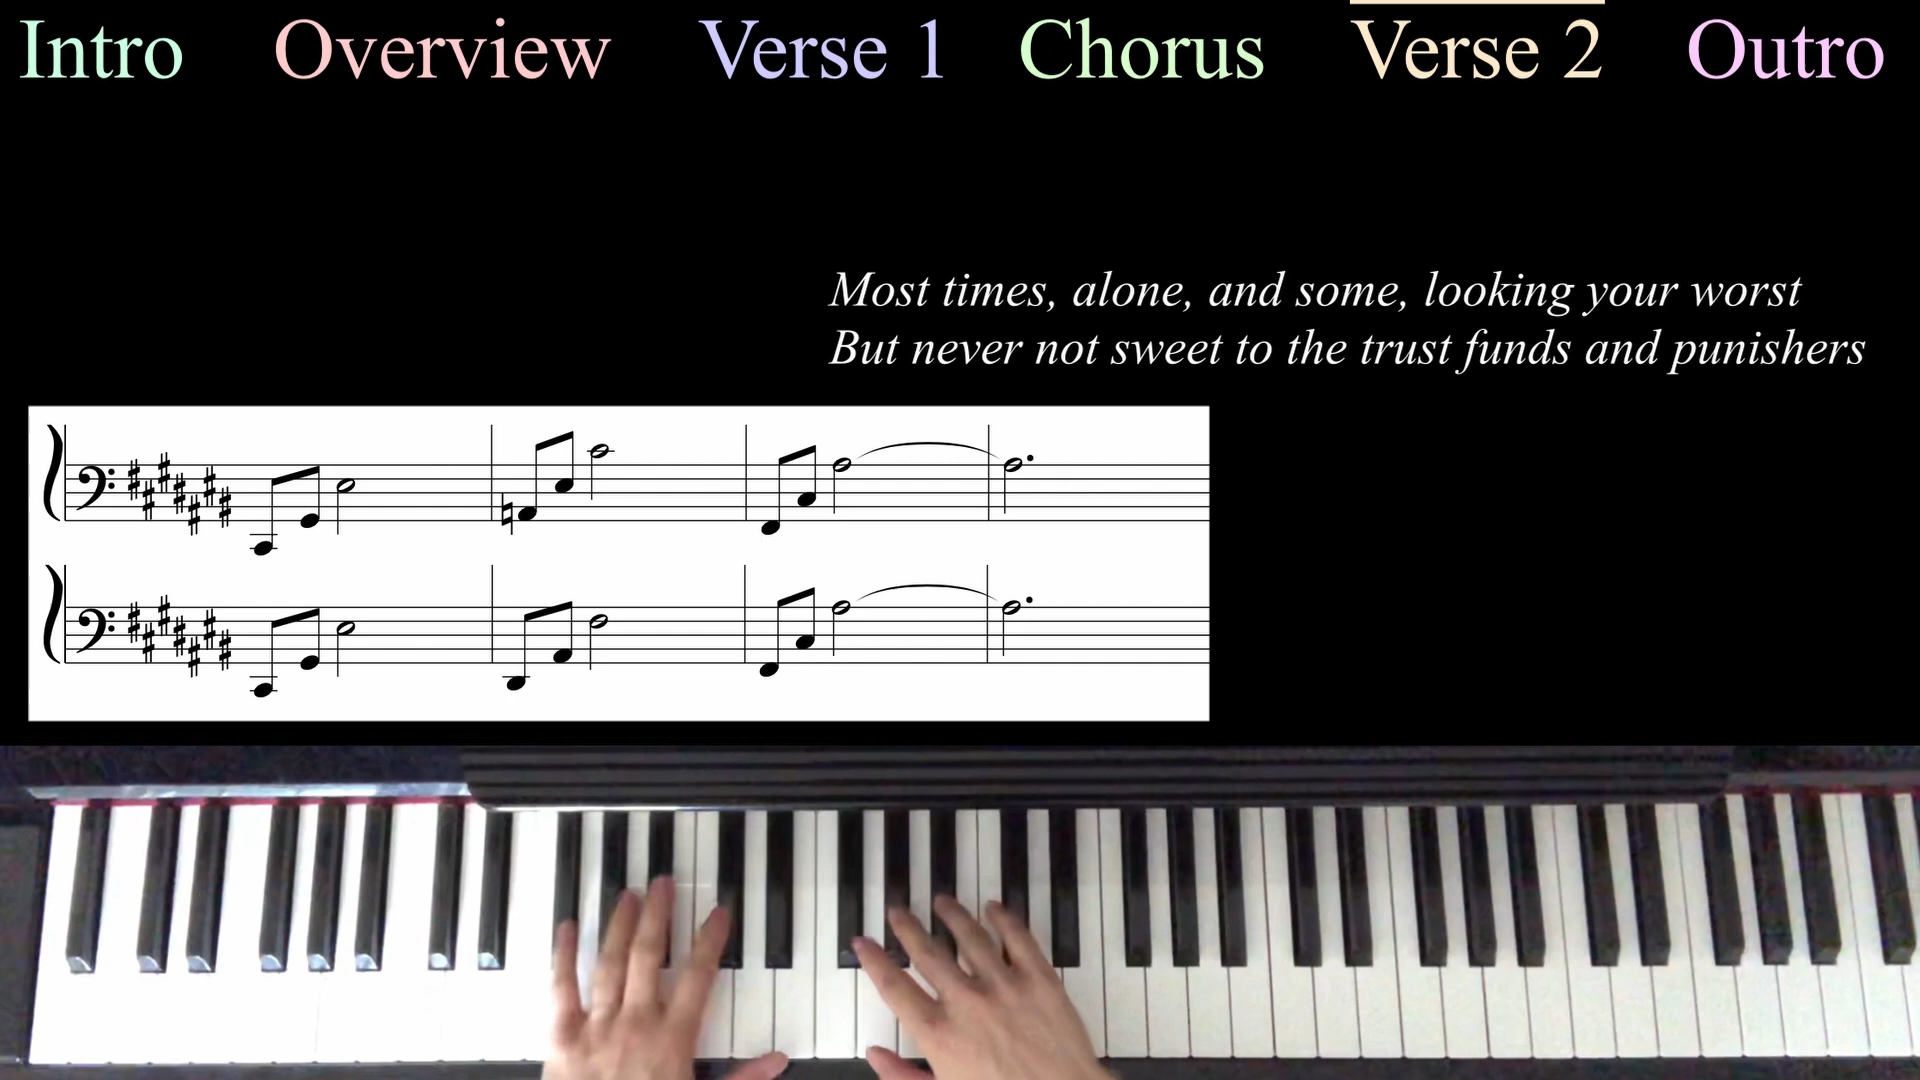 Intro Overview Verse 1 Chorus Verse 2 Outro
Most times, alone, and some, looking your worst
But never not sweet to the trust funds and punishers